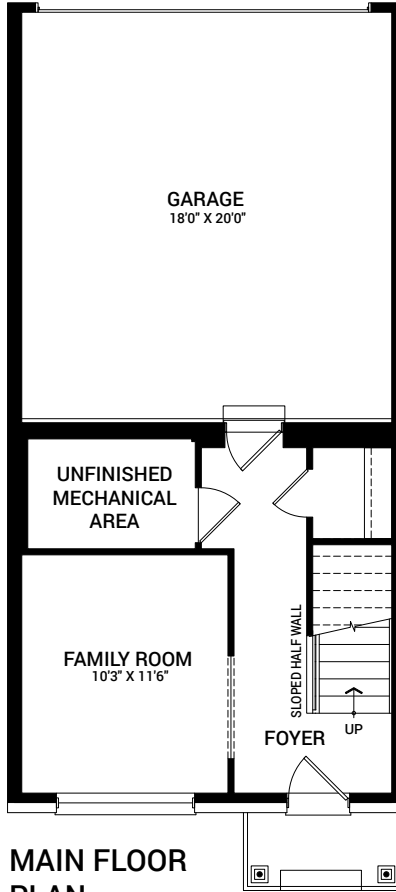 GARAGE
18'0" X 20'0"
UNFINISHED
MECHANICAL
AREA
FAMILY ROOM
10'3" X 11'6"
SLOPED HALF WALL
FOYER
UP
MAIN FLOOR
PLAN